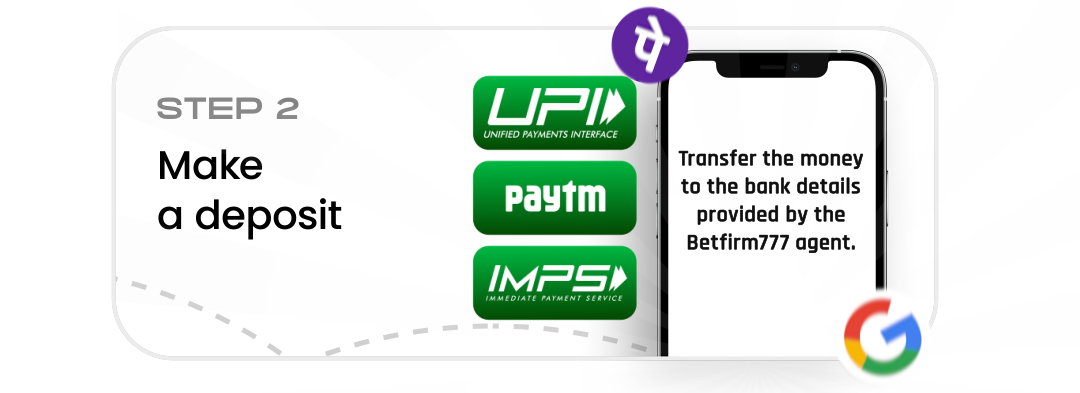 STEP 2
Make
a deposit
UPI
UNIFIED PAYMENTS INTERFACE
paytm
IMPS
IMMEDIATE PAYMENT SERVICE
पे
Transfer the money
to the bank details
provided by the
Betfirm777 agent.
G